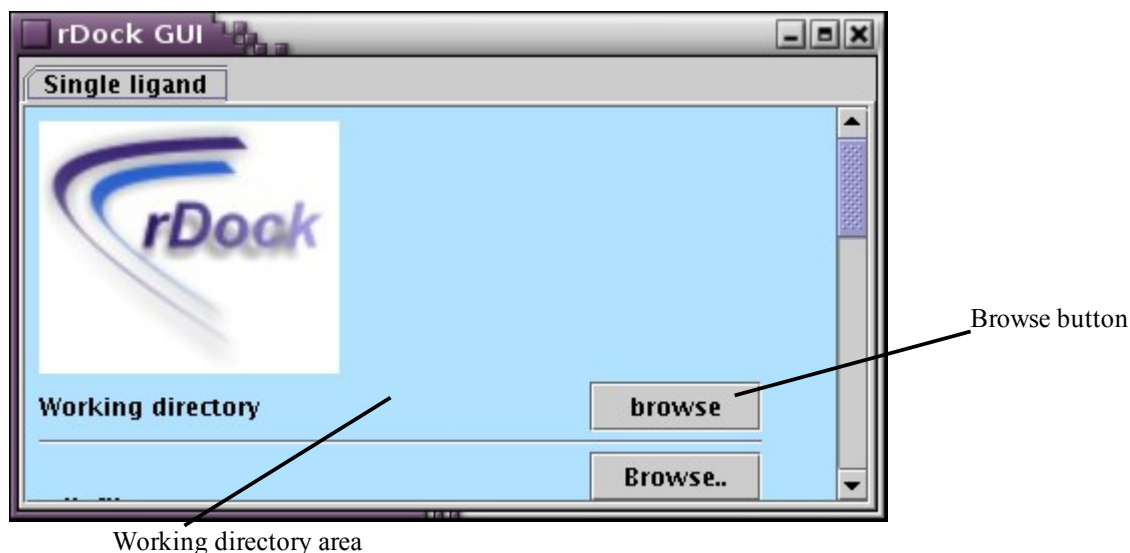 rDock GUI
Single ligand
rDock
Browse button
Working directory
browse
Browse..
Working directory area